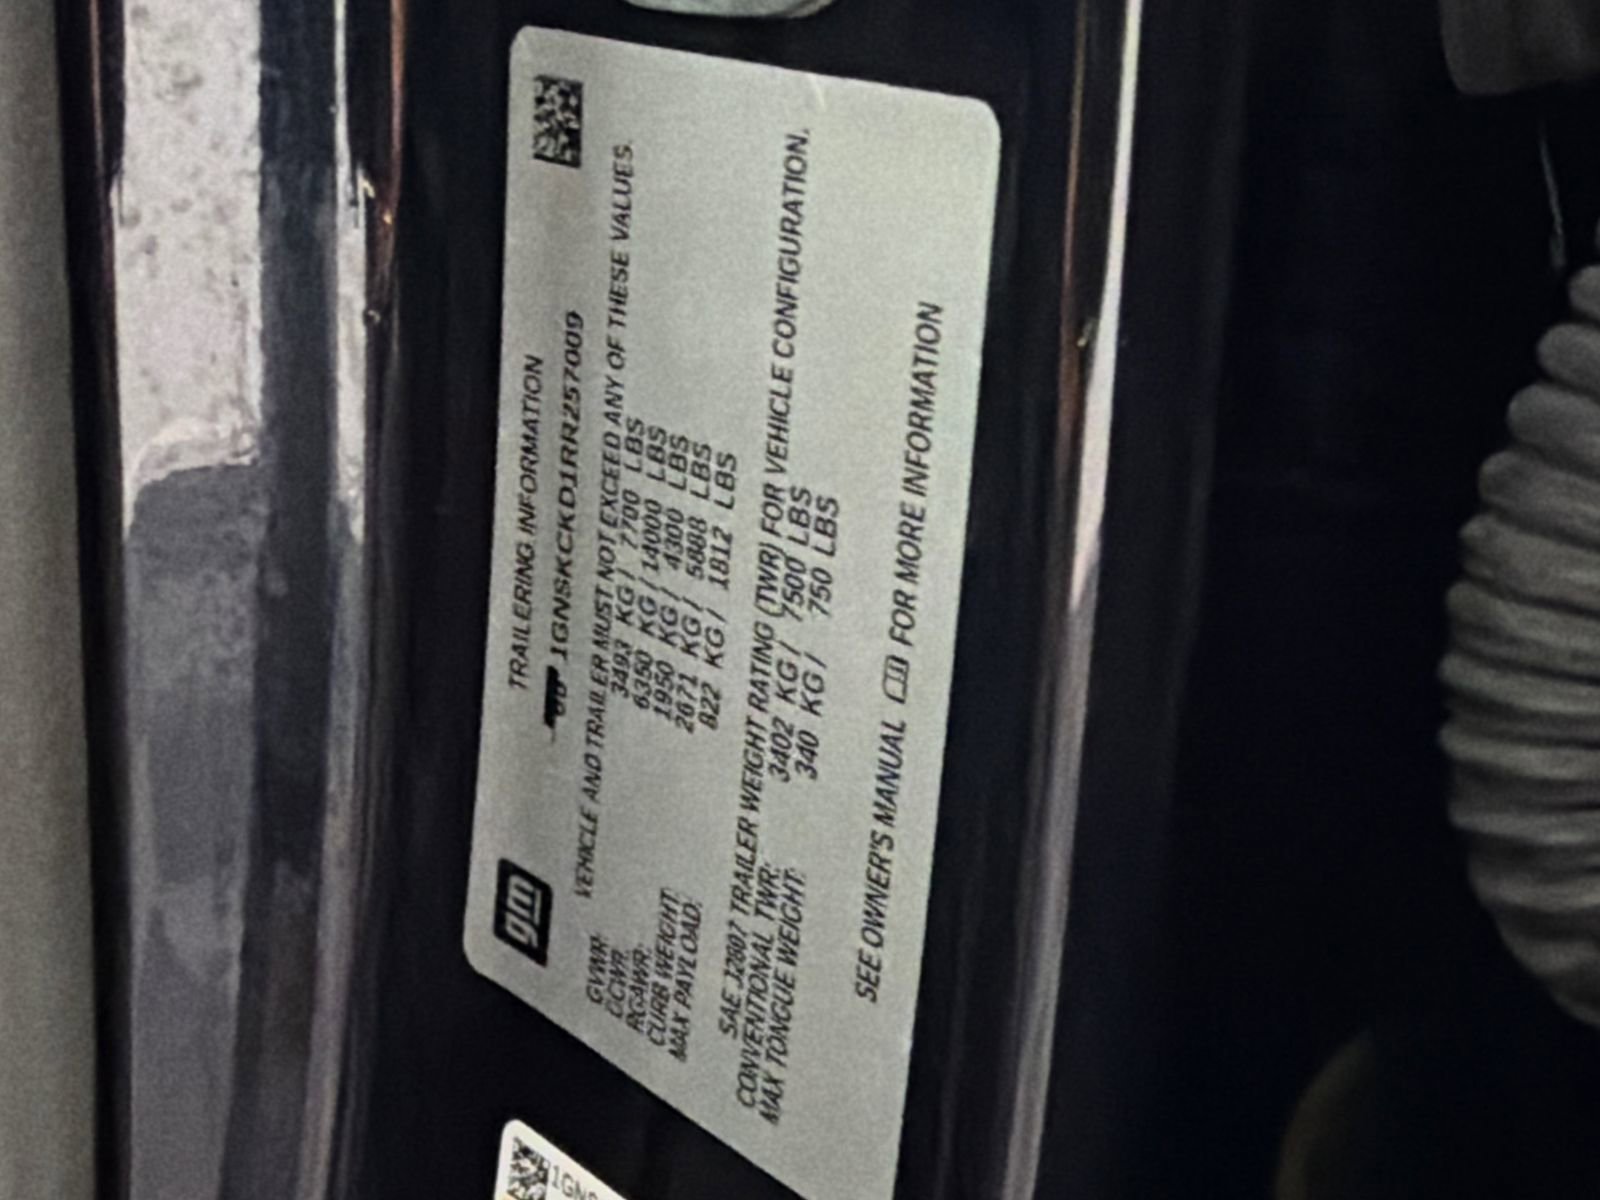 gm
TRAILERING INFORMATION
1GNSKCKD1RR257009
VEHICLE AND TRAILER MUST NOT EXCEED ANY OF THESE VALUES.
GVWR: 3493 KG / 7700 LBS
GCWR: 6350 KG / 14000 LBS
RGAWR: 1950 KG / 4300 LBS
CURB WEIGHT: 2671 KG / 5888 LBS
MAX PAYLOAD: 822 KG / 1812 LBS
SAE J2807 TRAILER WEIGHT RATING (TWR) FOR VEHICLE CONFIGURATION.
CONVENTIONAL TWR: 3402 KG / 7500 LBS
MAX TONGUE WEIGHT: 340 KG / 750 LBS
SEE OWNER'S MANUAL FOR MORE INFORMATION